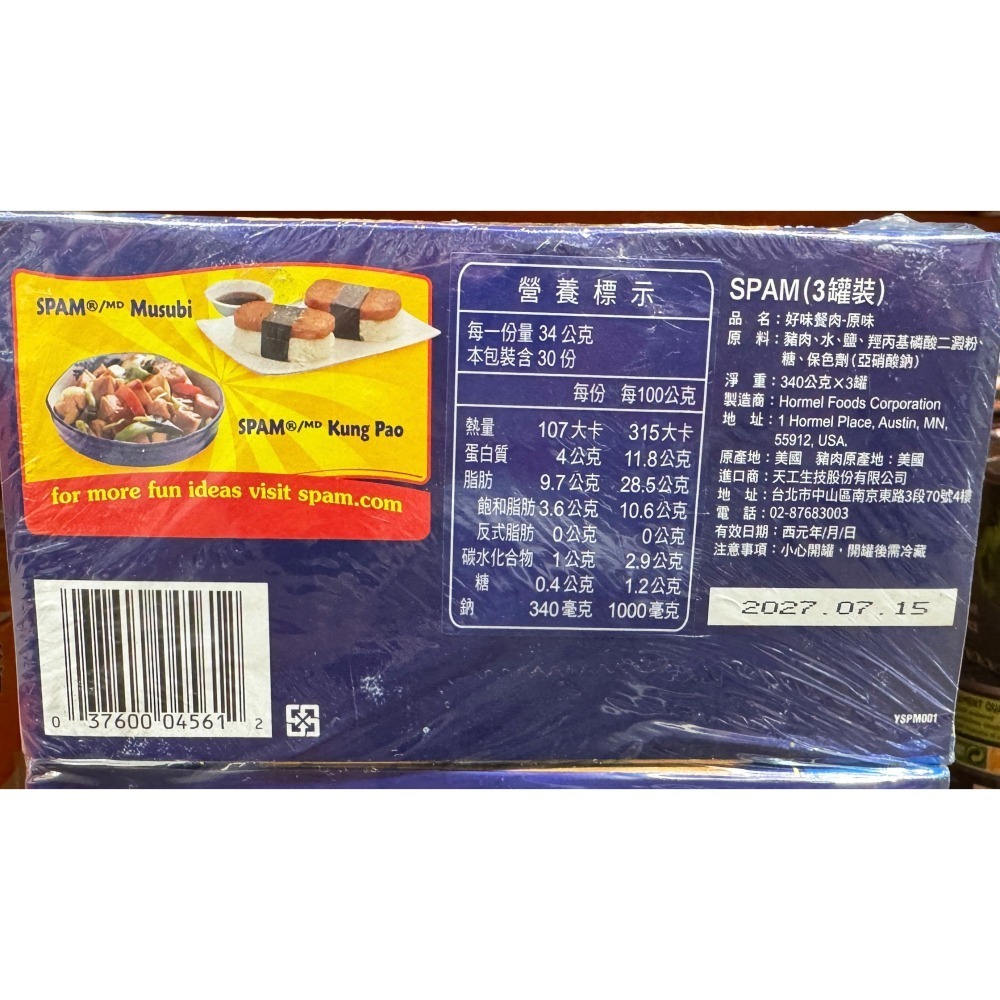 SPAM®/MD Musubi
SPAM®/MD Kung Pao
for more fun ideas visit spam.com
0 37600 04561 2
營養標示
每一份量 34 公克
本包裝含 30 份
每份 每100公克
熱量 107大卡 315大卡
蛋白質 4公克 11.8公克
脂肪 9.7公克 28.5公克
飽和脂肪 3.6公克 10.6公克
反式脂肪 0公克 0公克
碳水化合物 1公克 2.9公克
糖 0.4公克 1.2公克
鈉 340毫克 1000毫克
SPAM(3罐裝)
品 名:好味餐肉-原味
原 料:豬肉、水、鹽、羥丙基磷酸二澱粉、
糖、保色劑(亞硝酸鈉)
淨 重:340公克×3罐
製造商:Hormel Foods Corporation
地 址:1 Hormel Place, Austin, MN,
55912, USA.
原產地:美國 豬肉原產地:美國
進口商:天工生技股份有限公司
地 址:台北市中山區南京東路3段70號4樓
電 話:02-87683003
有效日期:西元年/月/日
注意事項:小心開罐,開罐後需冷藏
2027.07.15
YSPM001